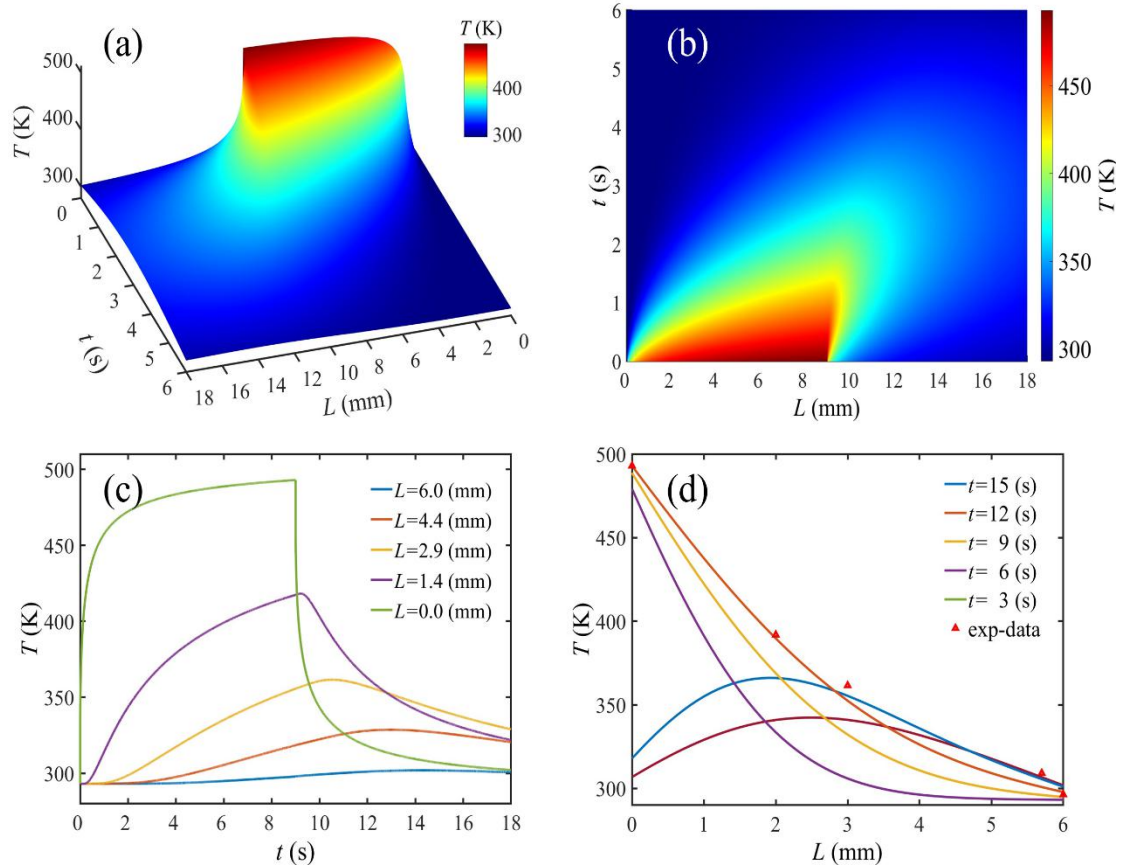 (a)
T (K)
500
400
300
T (K)
500
400
300
0
1
2
3
4
5
6
t (s)
18
16
14
12
10
8
6
4
2
0
L (mm)
(b)
6
5
4
3
2
1
0
t (s)
0
2
4
6
8
10
12
14
16
18
L (mm)
450
400
350
300
T (K)
(c)
500
450
400
350
300
T (K)
0
2
4
6
8
10
12
14
16
18
t (s)
L=6.0 (mm)
L=4.4 (mm)
L=2.9 (mm)
L=1.4 (mm)
L=0.0 (mm)
(d)
500
450
400
350
300
T (K)
0
1
2
3
4
5
6
L (mm)
t=15 (s)
t=12 (s)
t= 9 (s)
t= 6 (s)
t= 3 (s)
exp-data